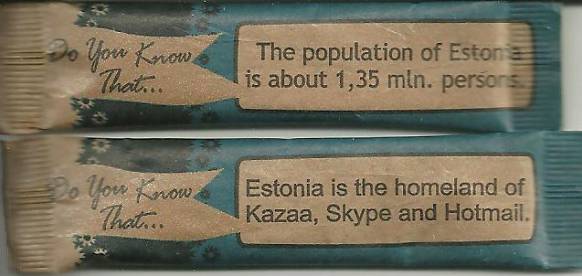 Do You Know
That...
The population of Estonia
is about 1,35 mln. persons.
Do You Know
That...
Estonia is the homeland of
Kazaa, Skype and Hotmail.